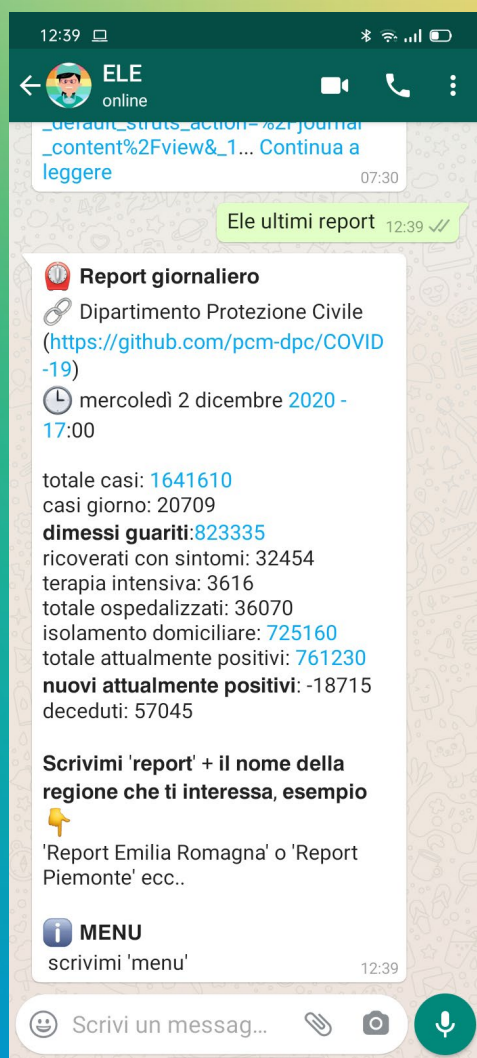 12:39
ELE
online
_default_struts_action=%2Fjournal
_content%2Fview&_1... Continua a
leggere
07:30
Ele ultimi report 12:39
Report giornaliero
Dipartimento Protezione Civile
(https://github.com/pcm-dpc/COVID
-19)
mercoledì 2 dicembre 2020 -
17:00
totale casi: 1641610
casi giorno: 20709
dimessi guariti:823335
ricoverati con sintomi: 32454
terapia intensiva: 3616
totale ospedalizzati: 36070
isolamento domiciliare: 725160
totale attualmente positivi: 761230
nuovi attualmente positivi: -18715
deceduti: 57045
Scrivimi 'report' + il nome della
regione che ti interessa, esempio
'Report Emilia Romagna' o 'Report
Piemonte' ecc..
MENU
scrivimi 'menu'
12:39
Scrivi un messag...